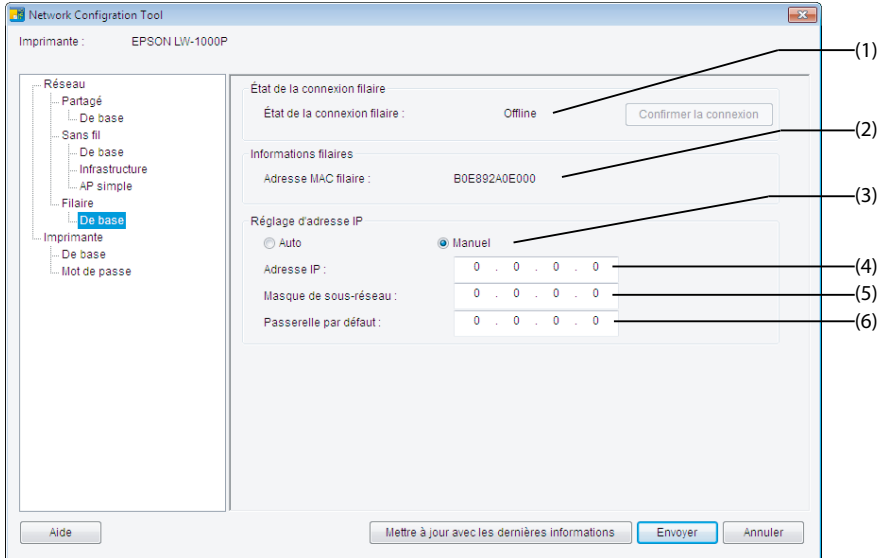 Network Configration Tool
Imprimante : EPSON LW-1000P
(1)
Réseau
Partagé
De base
Sans fil
De base
Infrastructure
AP simple
Filaire
De base
Imprimante
De base
Mot de passe
État de la connexion filaire
État de la connexion filaire : Offline Confirmer la connexion
(2)
Informations filaires
Adresse MAC filaire : B0E892A0E000
(3)
Réglage d'adresse IP
Auto Manuel
Adresse IP : 0 . 0 . 0 . 0 (4)
Masque de sous-réseau : 0 . 0 . 0 . 0 (5)
Passerelle par défaut : 0 . 0 . 0 . 0 (6)
Aide Mettre à jour avec les dernières informations Envoyer Annuler